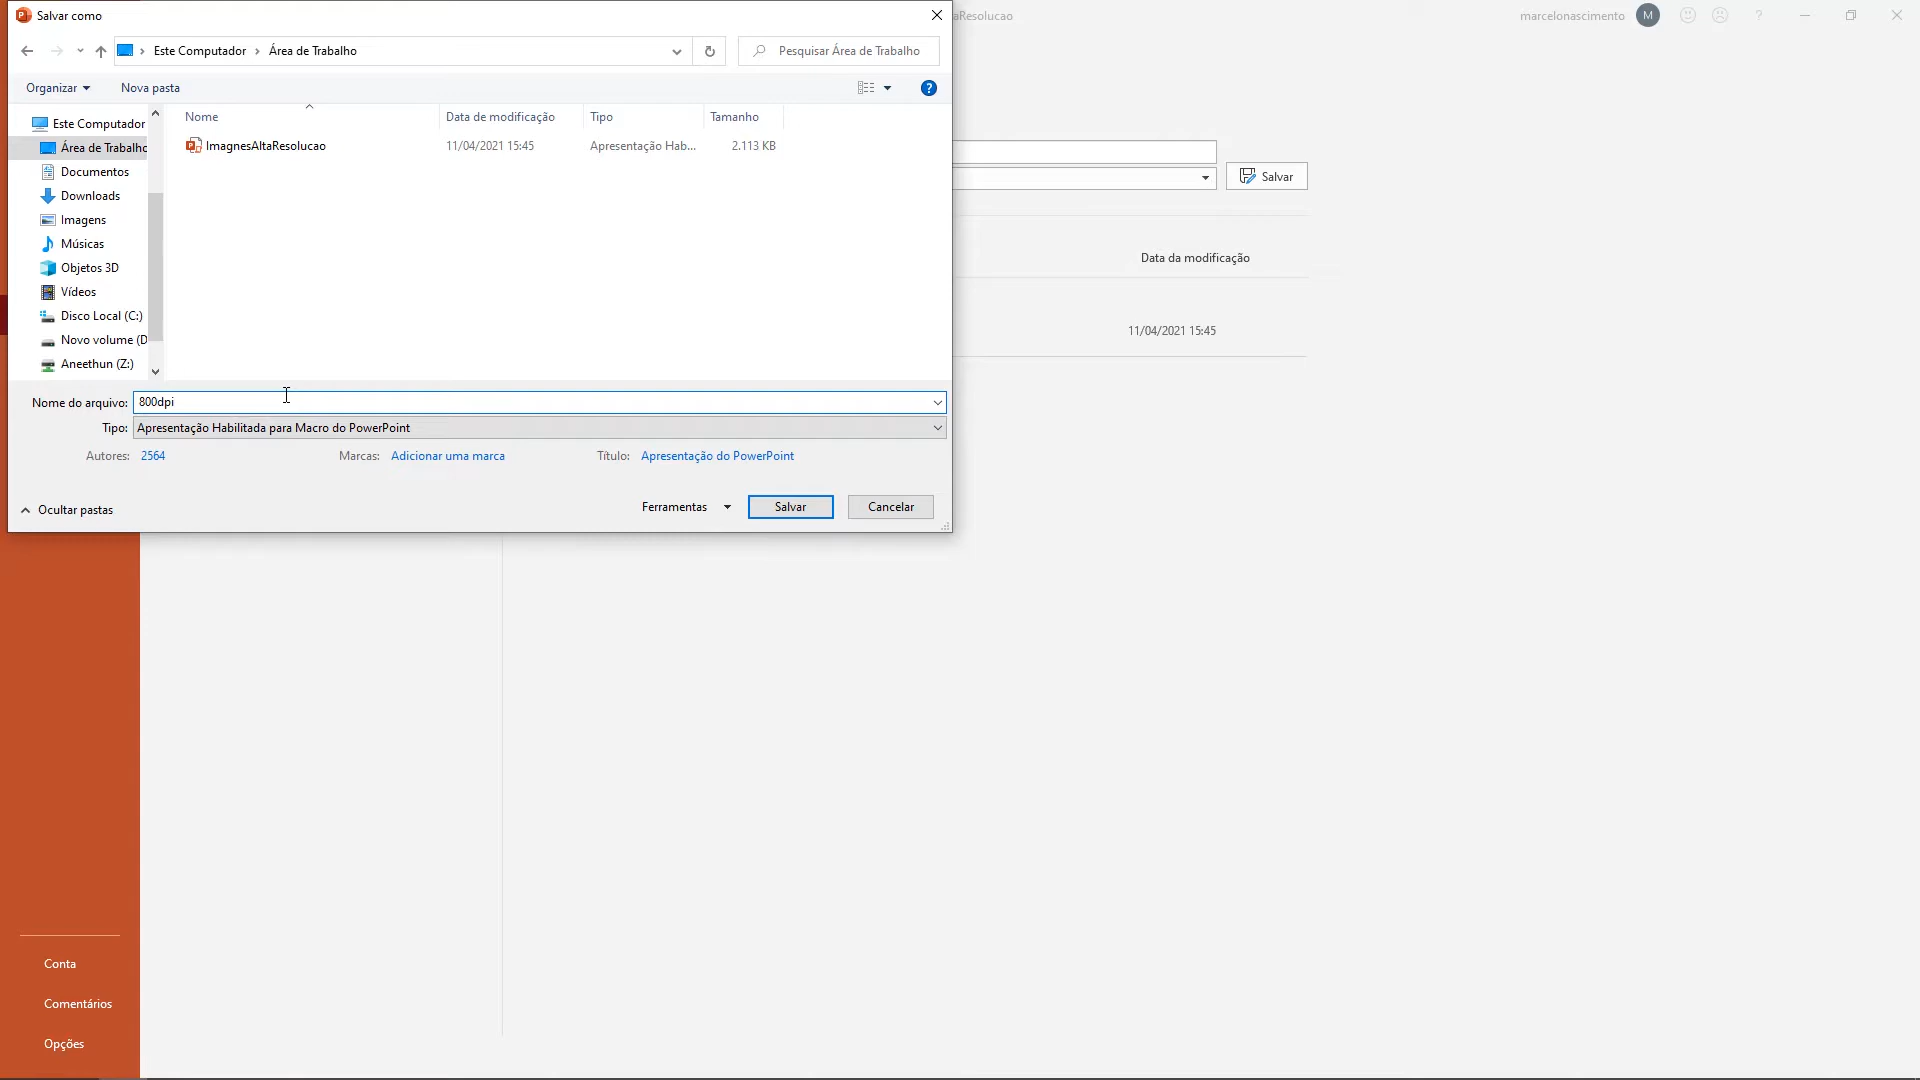 Salvar como
aResolucao
marcelonascimento
M
?
Este Computador
Área de Trabalho
Pesquisar Área de Trabalho
Organizar
Nova pasta
?
Este Computador
Área de Trabalho
Documentos
Downloads
Imagens
Músicas
Objetos 3D
Vídeos
Disco Local (C:)
Novo volume (D
Aneethun (Z:)
Nome
Data de modificação
Tipo
Tamanho
ImagnesAltaResolucao
11/04/2021 15:45
Apresentação Hab...
2.113 KB
Salvar
Data da modificação
11/04/2021 15:45
Nome do arquivo: 800dpi
Tipo: Apresentação Habilitada para Macro do PowerPoint
Autores: 2564
Marcas: Adicionar uma marca
Título: Apresentação do PowerPoint
Ocultar pastas
Ferramentas
Salvar
Cancelar
Conta
Comentários
Opções